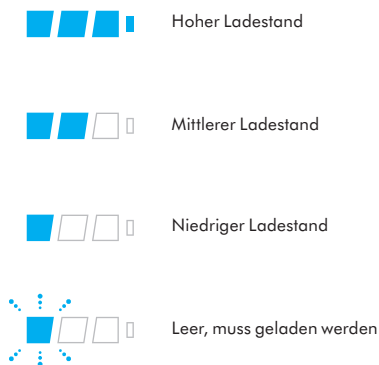 Hoher Ladestand
Mittlerer Ladestand
Niedriger Ladestand
Leer, muss geladen werden